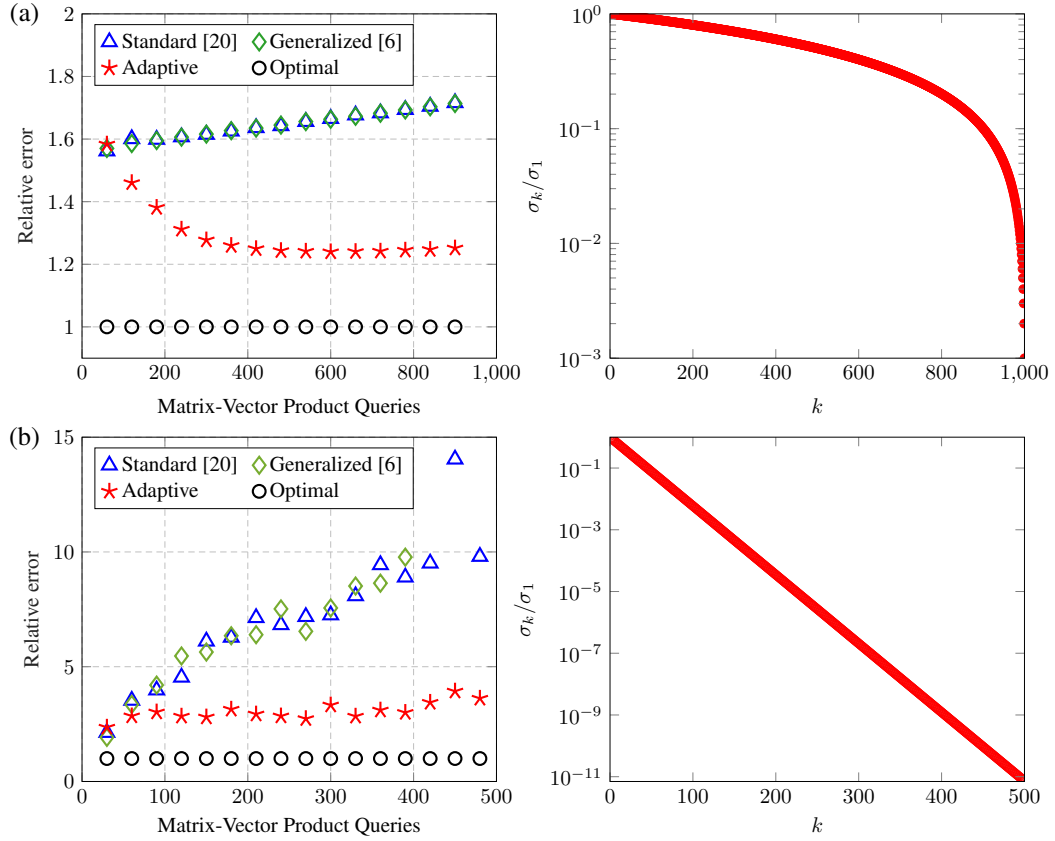 (a)
Standard [20]
Generalized [6]
Adaptive
Optimal
Relative error
2
1.8
1.6
1.4
1.2
1
0
200
400
600
800
1,000
Matrix-Vector Product Queries
σ_k/σ_1
10^0
10^{-1}
10^{-2}
10^{-3}
0
200
400
600
800
1,000
k
(b)
Standard [20]
Generalized [6]
Adaptive
Optimal
Relative error
15
10
5
0
0
100
200
300
400
500
Matrix-Vector Product Queries
σ_k/σ_1
10^{-1}
10^{-3}
10^{-5}
10^{-7}
10^{-9}
10^{-11}
0
100
200
300
400
500
k